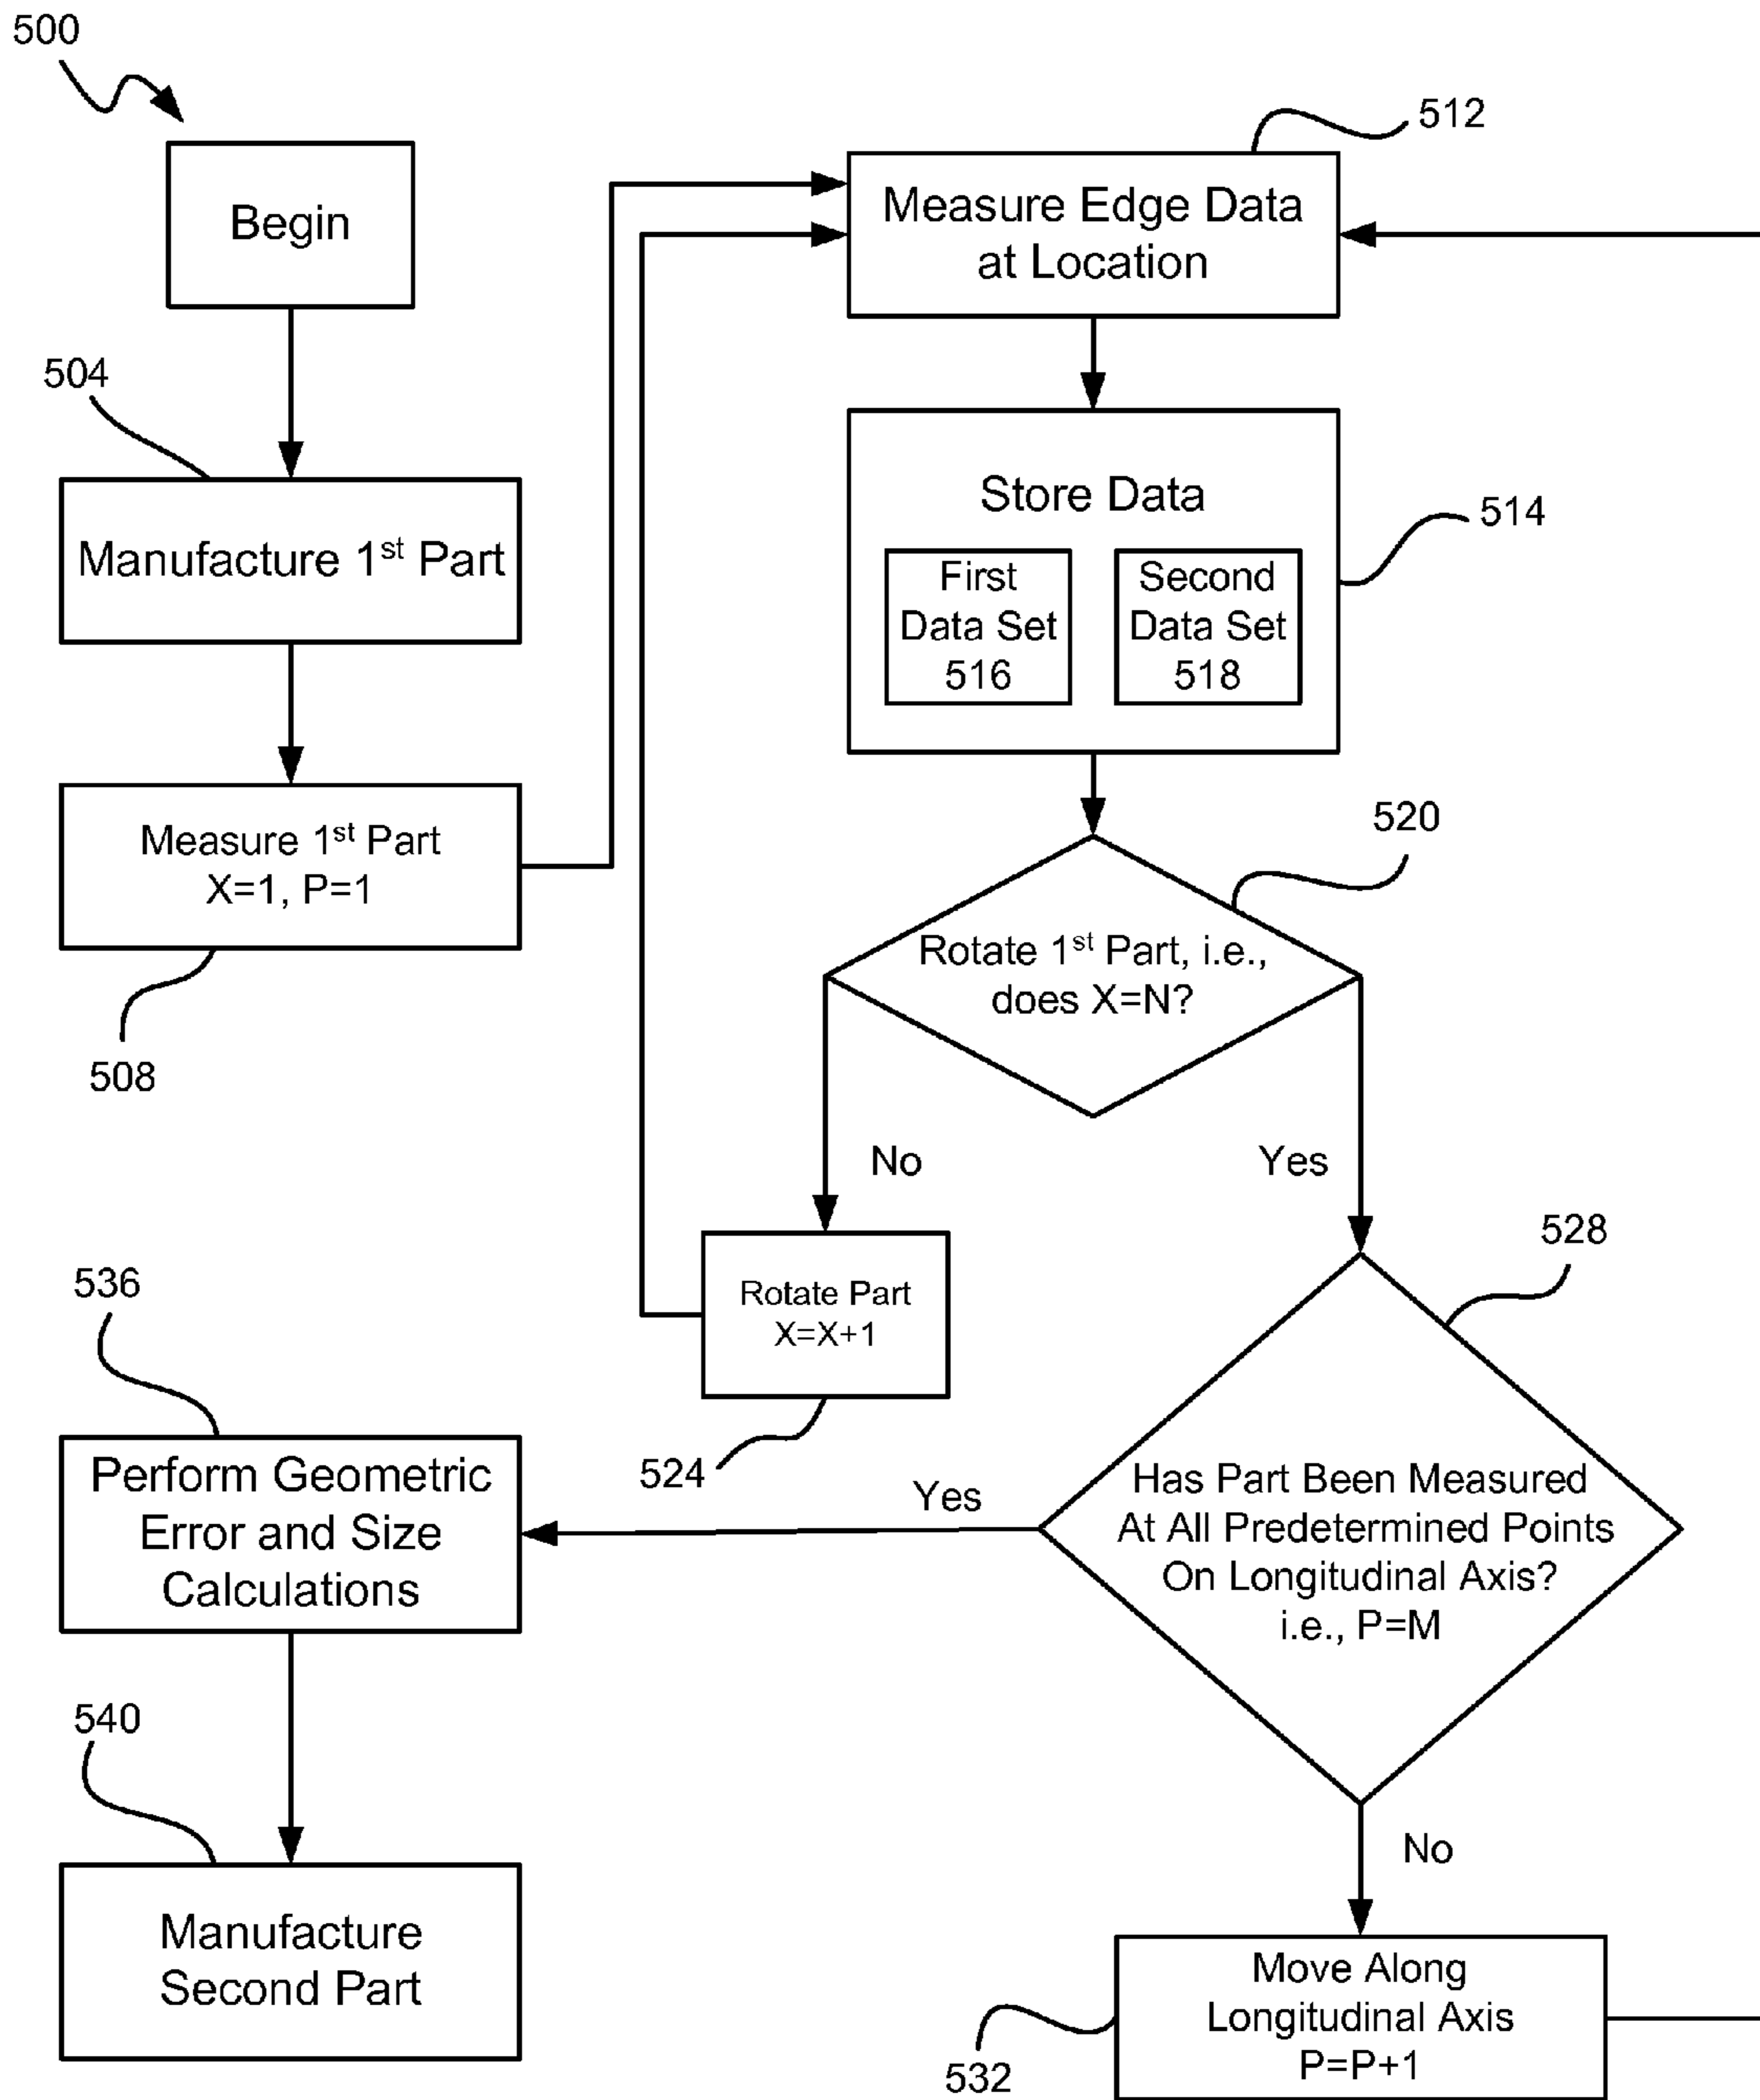 500
Begin
504
Manufacture 1st Part
Measure 1st Part
X=1, P=1
508
512
Measure Edge Data
at Location
Store Data
514
First
Data Set
516
Second
Data Set
518
520
Rotate 1st Part, i.e.,
does X=N?
No
Yes
Rotate Part
X=X+1
524
528
Has Part Been Measured
At All Predetermined Points
On Longitudinal Axis?
i.e., P=M
Yes
No
Move Along
Longitudinal Axis
P=P+1
532
536
Perform Geometric
Error and Size
Calculations
540
Manufacture
Second Part